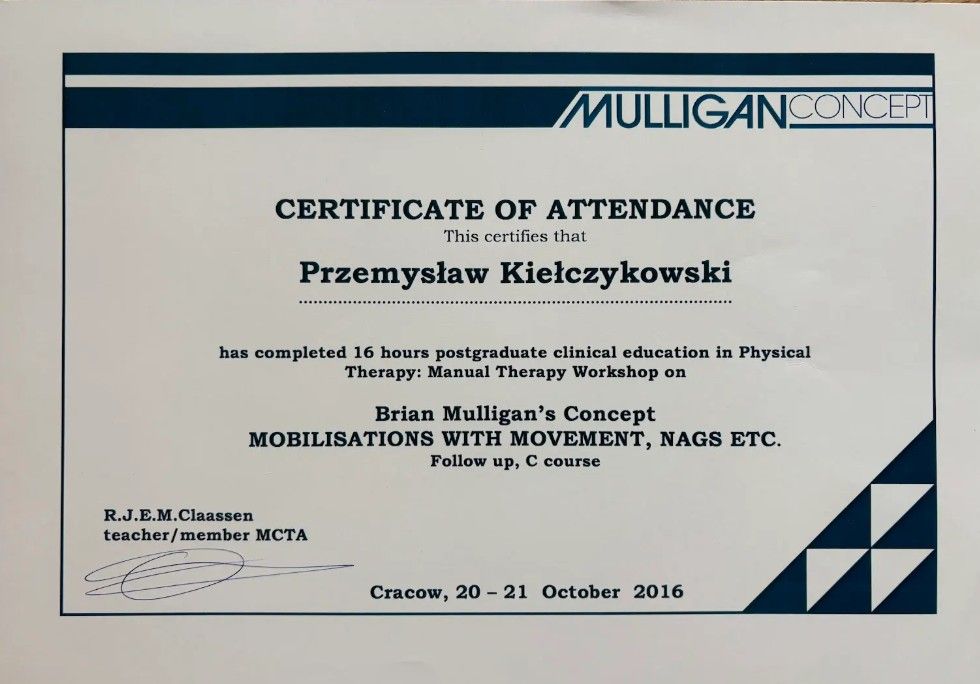 MULLIGAN CONCEPT
CERTIFICATE OF ATTENDANCE
This certifies that
Przemysław Kiełczykowski
has completed 16 hours postgraduate clinical education in Physical
Therapy: Manual Therapy Workshop on
Brian Mulligan's Concept
MOBILISATIONS WITH MOVEMENT, NAGS ETC.
Follow up, C course
R.J.E.M.Claassen
teacher/member MCTA
Cracow, 20 – 21 October 2016